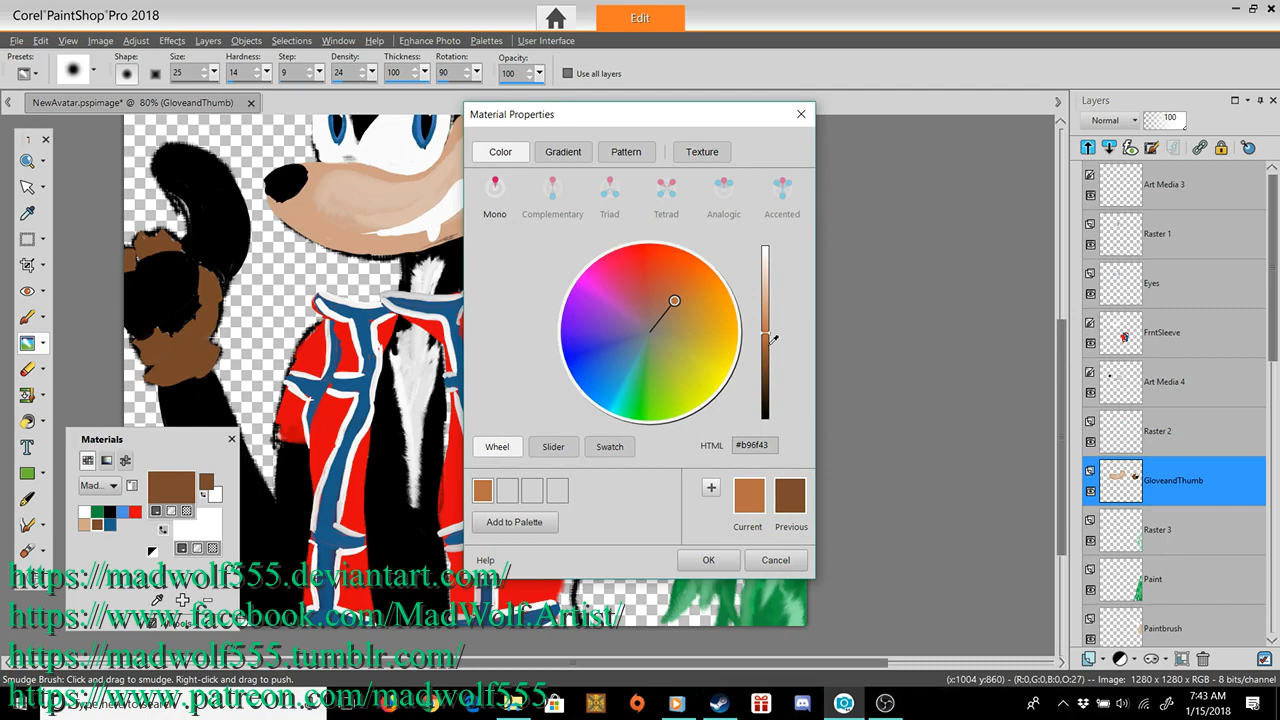 Corel PaintShop Pro 2018
Edit
File Edit View Image Adjust Effects Layers Objects Selections Window Help Enhance Photo Palettes User Interface
Presets: Shape: Size: Hardness: Step: Density: Thickness: Rotation: Opacity:
25 14 9 24 100 90 100 Use all layers
NewAvatar.pspimage* @ 80% (GloveandThumb)
Material Properties
Color Gradient Pattern Texture
Mono Complementary Triad Tetrad Analogic Accented
Wheel Slider Swatch HTML #b96f43
Add to Palette
Current Previous
Help OK Cancel
Materials
Mad...
Layers
Normal 100
Art Media 3
Raster 1
Eyes
FrntSleeve
Art Media 4
Raster 2
GloveandThumb
Raster 3
Paint
Paintbrush
https://madwolf555.deviantart.com/
https://www.facebook.com/MadWolf.Artist/
https://madwolf555.tumblr.com/
https://www.patreon.com/madwolf555
Smudge Brush: Click and drag to smudge. Right-click and drag to push.
(x:1004 y:860) - (R:0,G:0,B:0,O:27) -- Image: 1280 x 1280 x RGB - 8 bits/channel
Type here to search
7:43 AM
1/15/2018